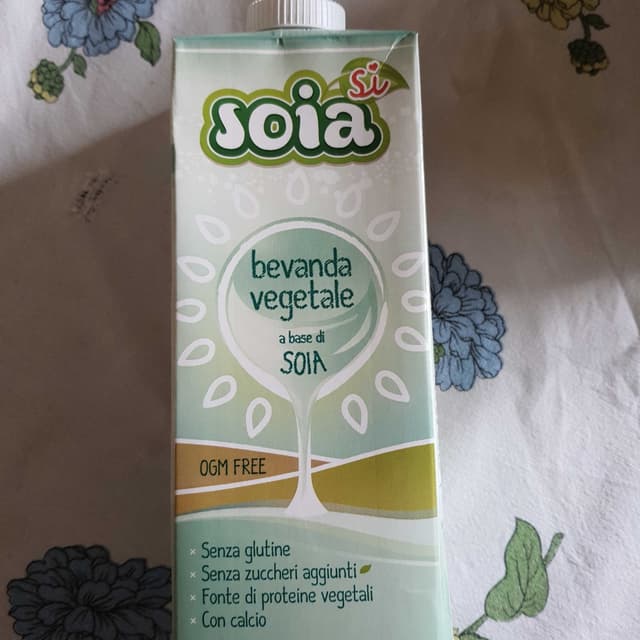 soia
Sì
bevanda
vegetale
a base di
SOIA
OGM FREE
× Senza glutine
× Senza zuccheri aggiunti
× Fonte di proteine vegetali
× Con calcio